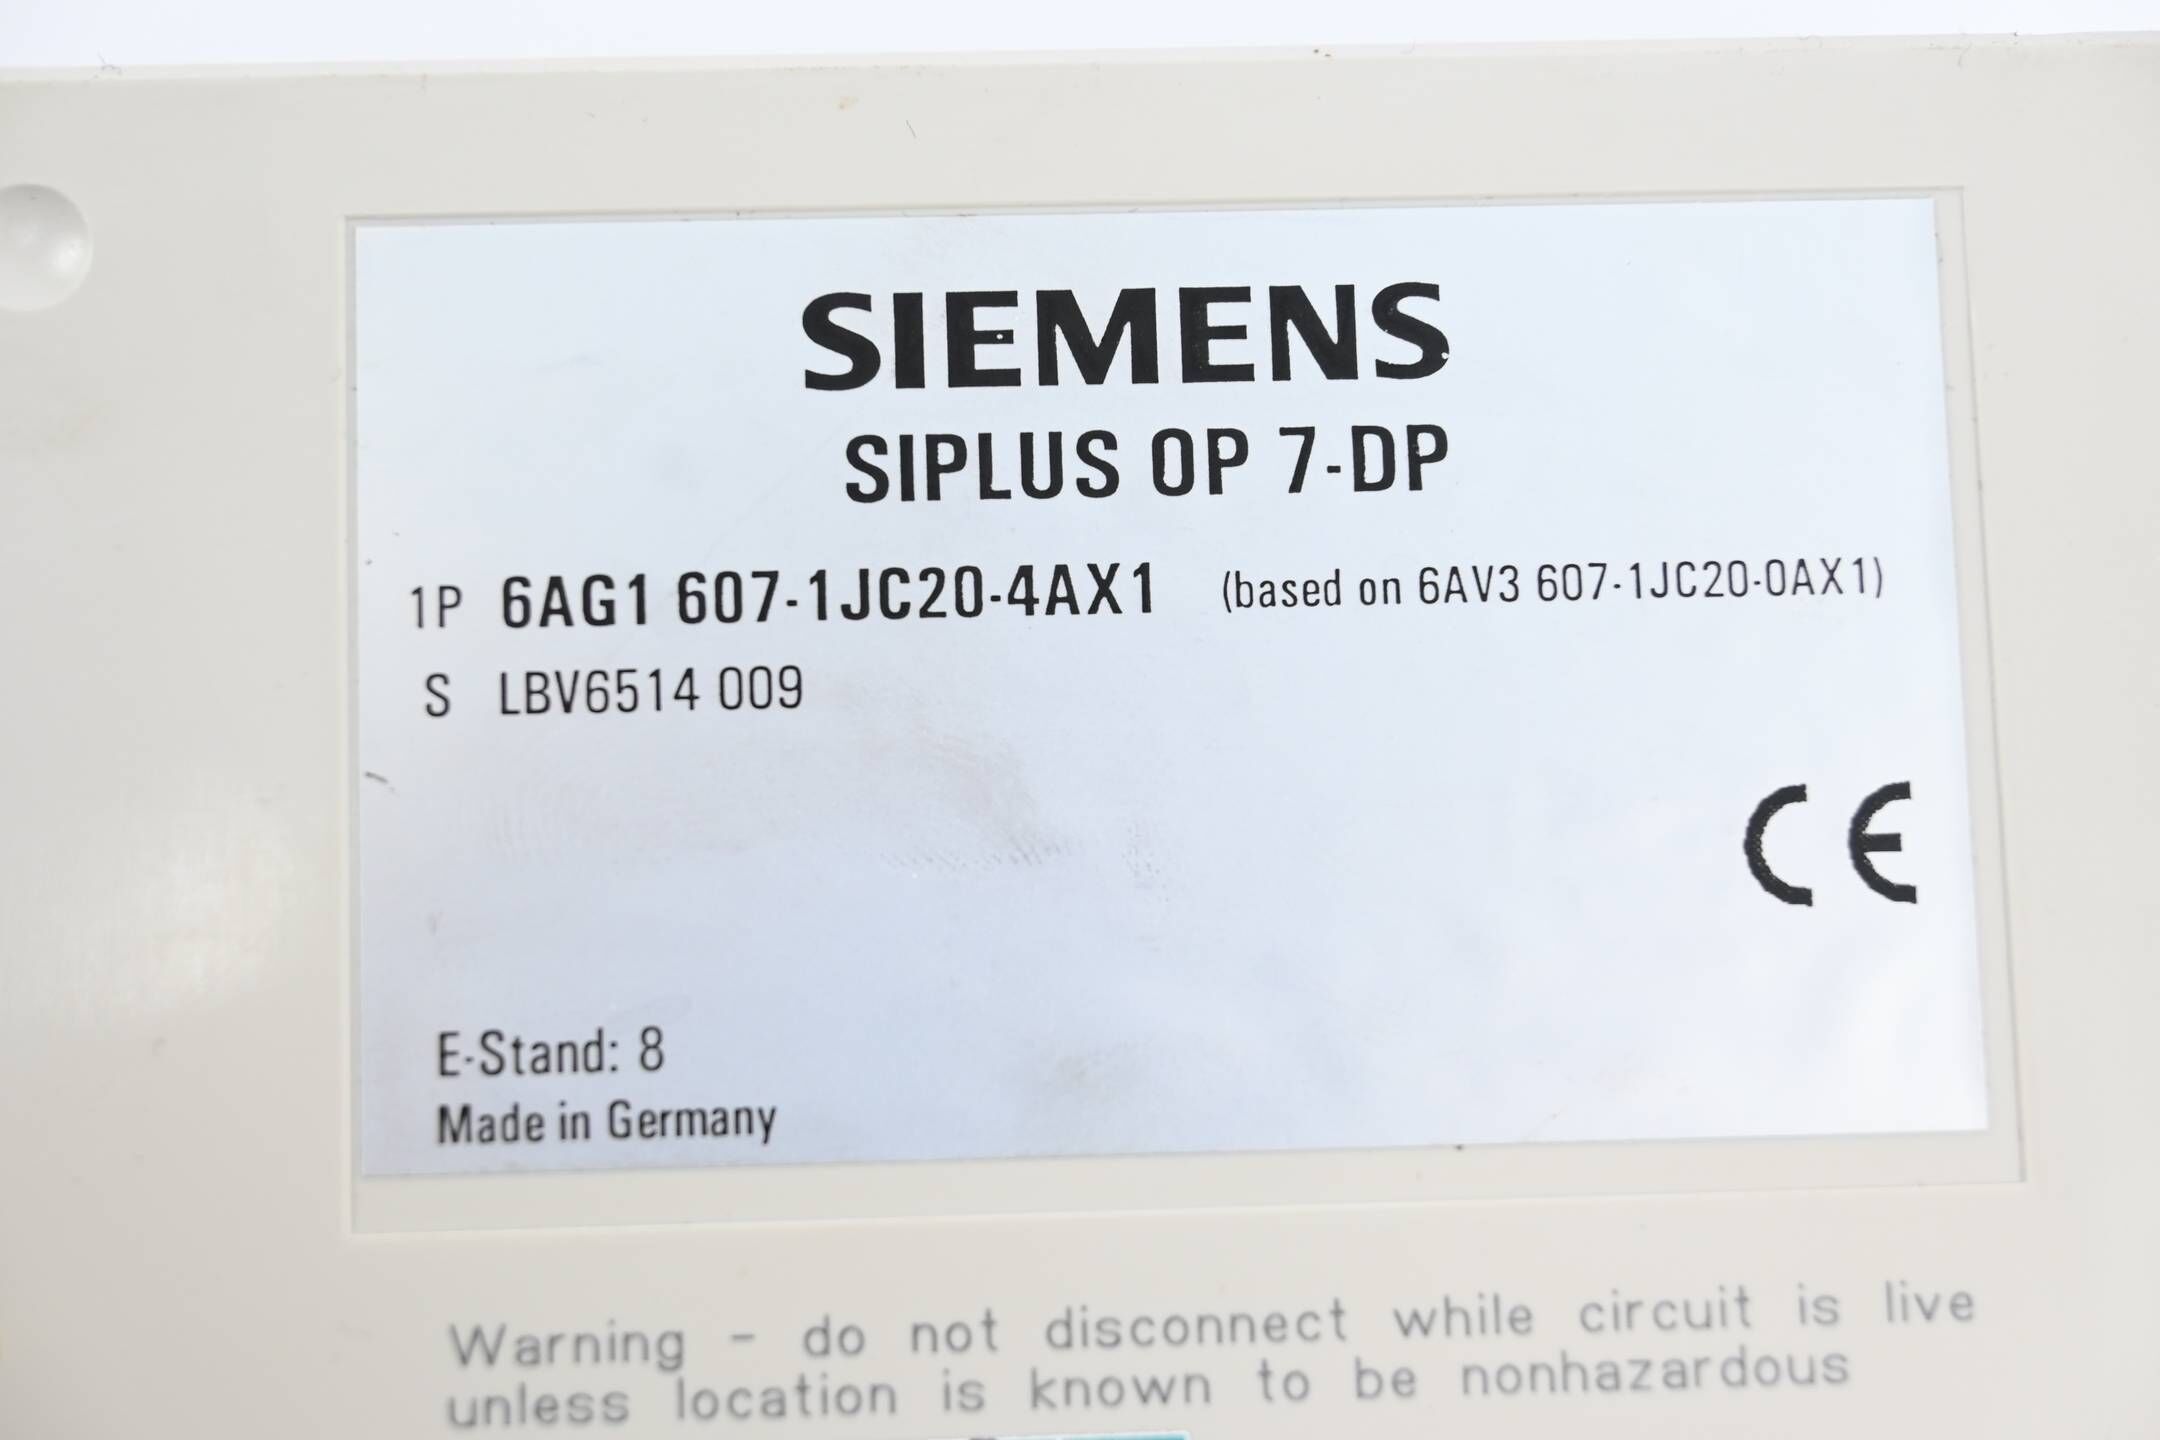 SIEMENS
SIPLUS OP 7-DP
1P 6AG1 607-1JC20-4AX1 (based on 6AV3 607-1JC20-0AX1)
S LBV6514 009
CE
E-Stand: 8
Made in Germany
Warning - do not disconnect while circuit is live
unless location is known to be nonhazardous